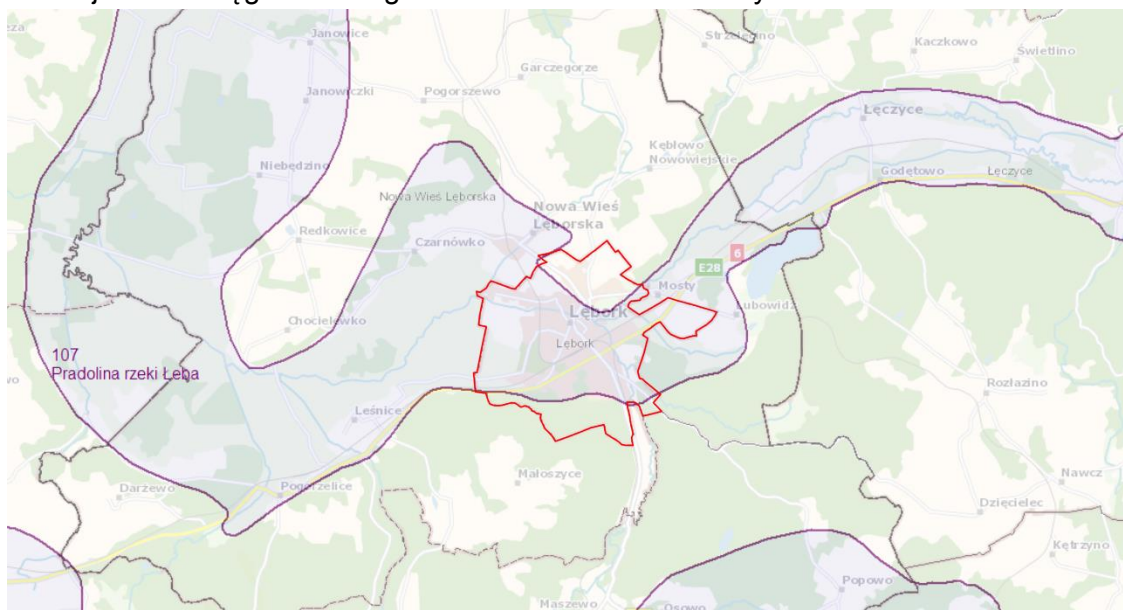 Janowice
Strzelęcino
Kaczkowo
Świetlino
Garczegorze
Janowiczki
Pogorszewo
Łęczyce
Kębłowo
Nowowiejskie
Niebędzino
Godętowo
Łęczyce
Nowa Wieś Lęborska
Nowa Wieś
Lęborska
Redkowice
Czarnówko
6
E28
Mosty
Lubowidz
Chocielewko
Lębork
Lębork
107
Pradolina rzeki Łeba
Rozłazino
Leśnice
Małoszyce
Nawcz
Darżewo
Pogorzelice
Dzięcielec
Kętrzyno
Popowo
Maszewo
Osowo